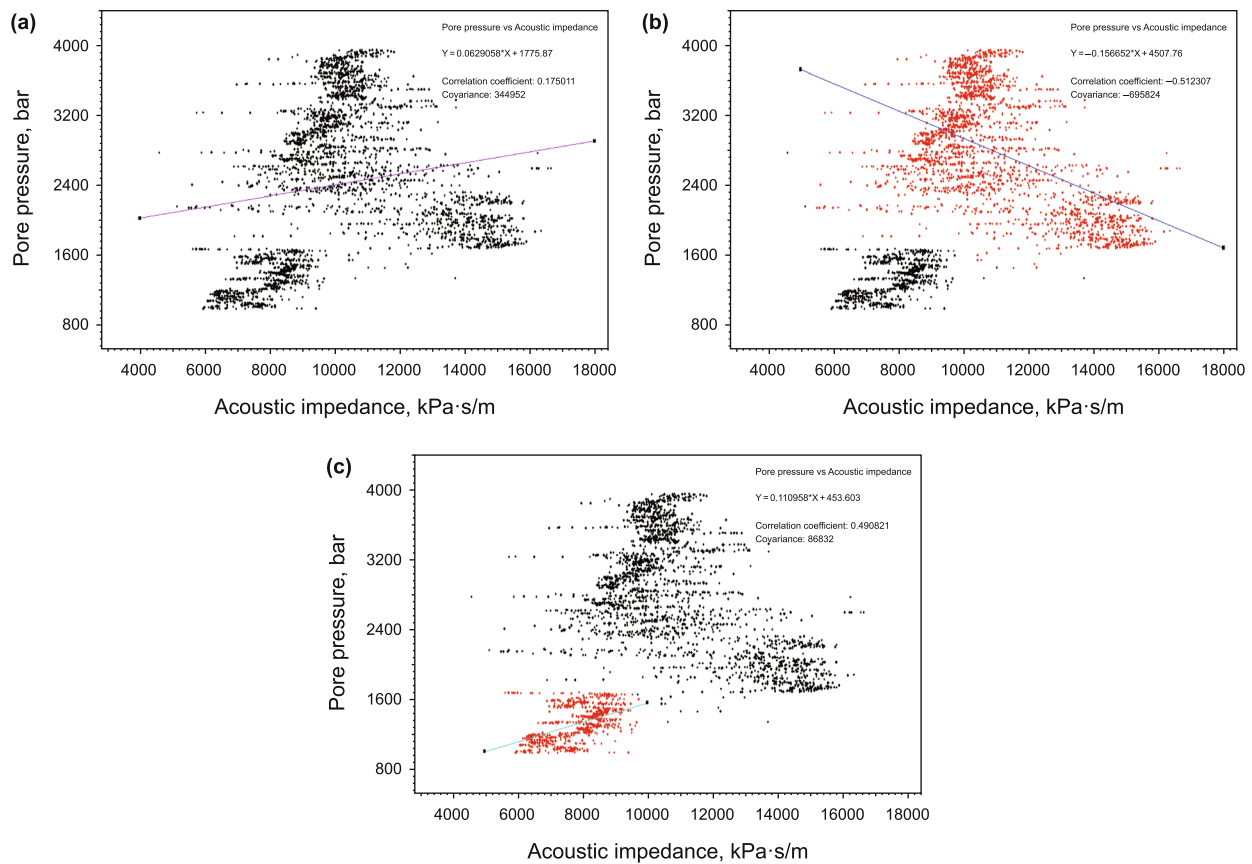 (a)
Pore pressure vs Acoustic impedance
Y = 0.0629058*X + 1775.87
Correlation coefficient: 0.175011
Covariance: 344952
4000
3200
2400
1600
800
Pore pressure, bar
4000 6000 8000 10000 12000 14000 16000 18000
Acoustic impedance, kPa·s/m
(b)
Pore pressure vs Acoustic impedance
Y = −0.156652*X + 4507.76
Correlation coefficient: −0.512307
Covariance: −695824
4000
3200
2400
1600
800
Pore pressure, bar
4000 6000 8000 10000 12000 14000 16000 18000
Acoustic impedance, kPa·s/m
(c)
Pore pressure vs Acoustic impedance
Y = 0.110958*X + 453.603
Correlation coefficient: 0.490821
Covariance: 86832
4000
3200
2400
1600
800
Pore pressure, bar
4000 6000 8000 10000 12000 14000 16000 18000
Acoustic impedance, kPa·s/m